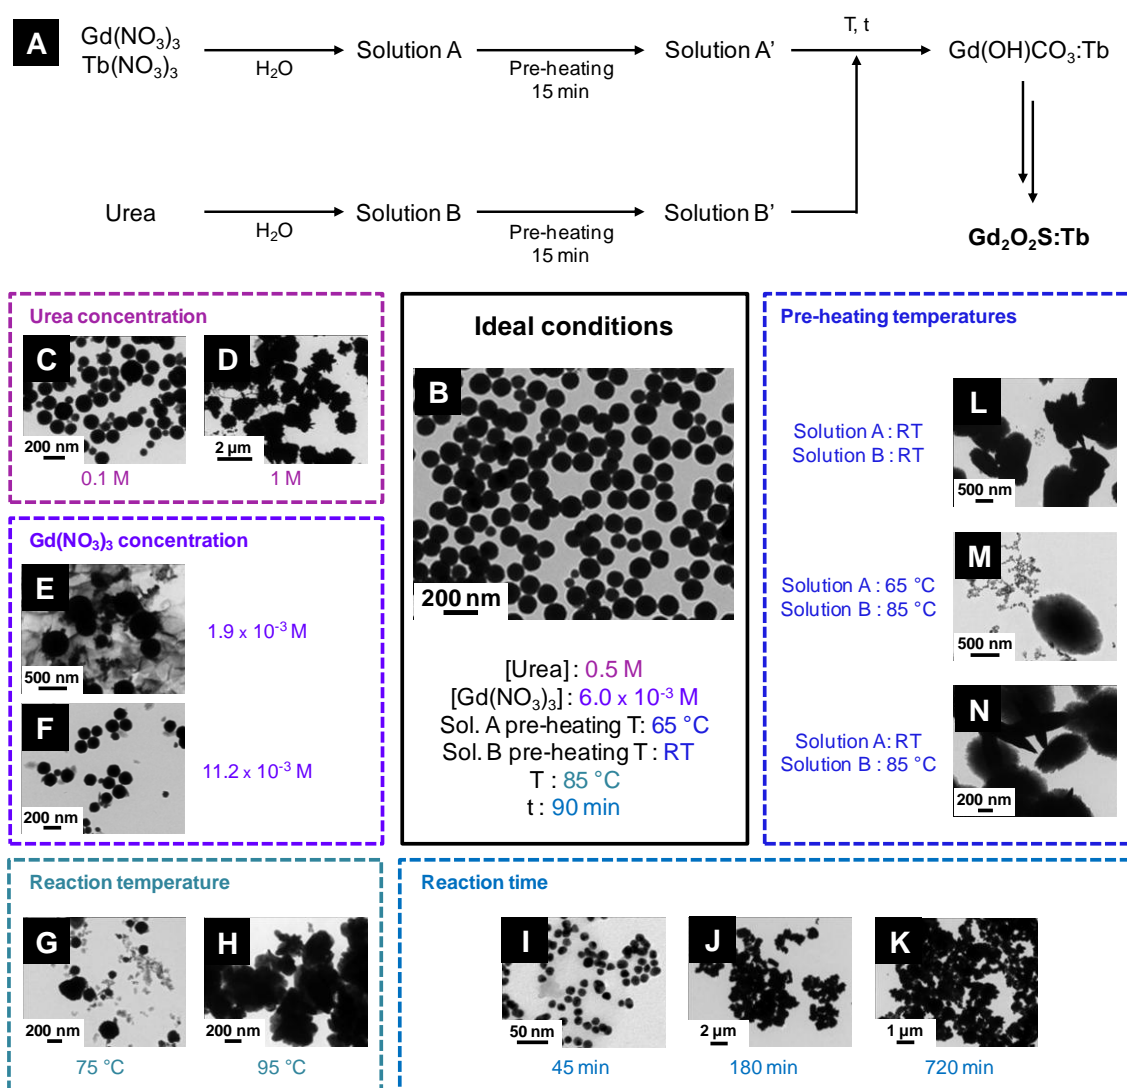 A
Gd(NO₃)₃
Tb(NO₃)₃
H₂O
Solution A
Pre-heating
15 min
Solution A’
T, t
Gd(OH)CO₃:Tb
Urea
H₂O
Solution B
Pre-heating
15 min
Solution B’
Gd₂O₂S:Tb
Urea concentration
C
200 nm
0.1 M
D
2 µm
1 M
Gd(NO₃)₃ concentration
E
500 nm
1.9 x 10⁻³ M
F
200 nm
11.2 x 10⁻³ M
Ideal conditions
B
200 nm
[Urea] : 0.5 M
[Gd(NO₃)₃] : 6.0 x 10⁻³ M
Sol. A pre-heating T: 65 °C
Sol. B pre-heating T : RT
T : 85 °C
t : 90 min
Pre-heating temperatures
Solution A : RT
Solution B : RT
L
500 nm
Solution A : 65 °C
Solution B : 85 °C
M
500 nm
Solution A: RT
Solution B : 85 °C
N
200 nm
Reaction temperature
G
200 nm
75 °C
H
200 nm
95 °C
Reaction time
I
50 nm
45 min
J
2 µm
180 min
K
1 µm
720 min